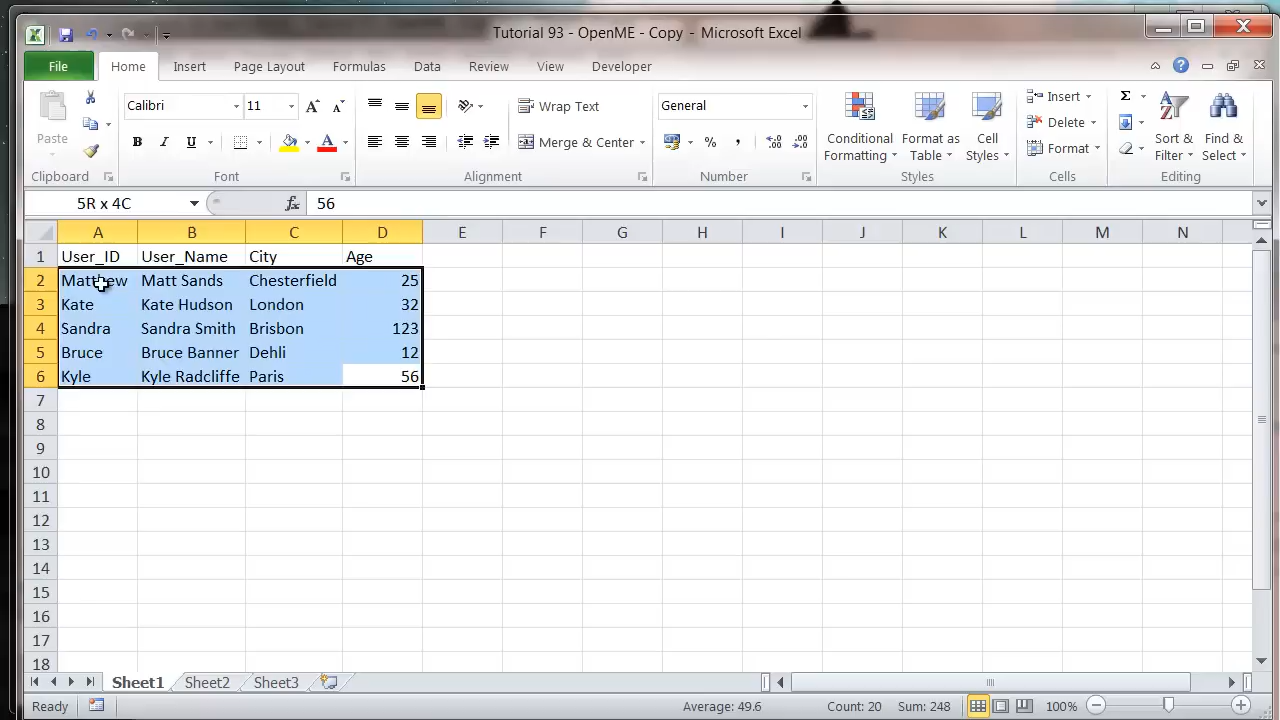 Tutorial 93 - OpenME - Copy - Microsoft Excel
File Home Insert Page Layout Formulas Data Review View Developer
Calibri 11 Wrap Text General Insert Σ
Paste Conditional Formatting Format as Table Cell Styles Delete Sort & Filter Find & Select
B I U A Merge & Center % , Format
Clipboard Font Alignment Number Styles Cells Editing
5R x 4C fx 56
A B C D E F G H I J K L M N
1 User_ID User_Name City Age
2 Matthew Matt Sands Chesterfield 25
3 Kate Kate Hudson London 32
4 Sandra Sandra Smith Brisbon 123
5 Bruce Bruce Banner Dehli 12
6 Kyle Kyle Radcliffe Paris 56
7
8
9
10
11
12
13
14
15
16
17
18
Sheet1 Sheet2 Sheet3
Ready Average: 49.6 Count: 20 Sum: 248 100%